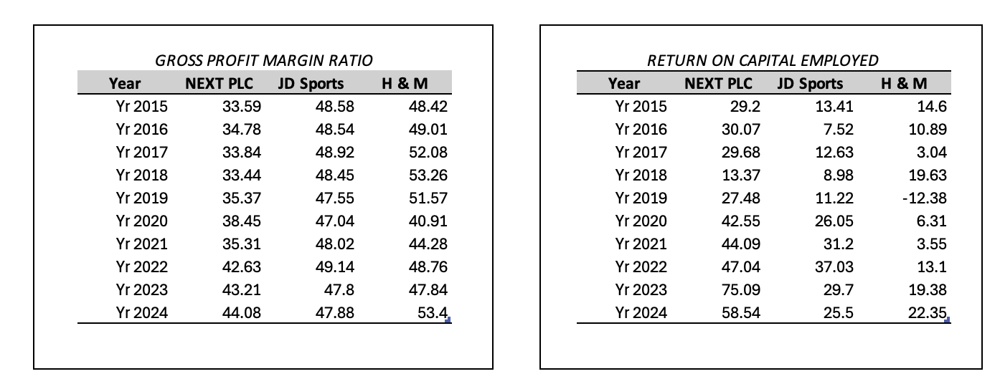 GROSS PROFIT MARGIN RATIO
Year NEXT PLC JD Sports H & M
Yr 2015 33.59 48.58 48.42
Yr 2016 34.78 48.54 49.01
Yr 2017 33.84 48.92 52.08
Yr 2018 33.44 48.45 53.26
Yr 2019 35.37 47.55 51.57
Yr 2020 38.45 47.04 40.91
Yr 2021 35.31 48.02 44.28
Yr 2022 42.63 49.14 48.76
Yr 2023 43.21 47.8 47.84
Yr 2024 44.08 47.88 53.4
RETURN ON CAPITAL EMPLOYED
Year NEXT PLC JD Sports H & M
Yr 2015 29.2 13.41 14.6
Yr 2016 30.07 7.52 10.89
Yr 2017 29.68 12.63 3.04
Yr 2018 13.37 8.98 19.63
Yr 2019 27.48 11.22 -12.38
Yr 2020 42.55 26.05 6.31
Yr 2021 44.09 31.2 3.55
Yr 2022 47.04 37.03 13.1
Yr 2023 75.09 29.7 19.38
Yr 2024 58.54 25.5 22.35